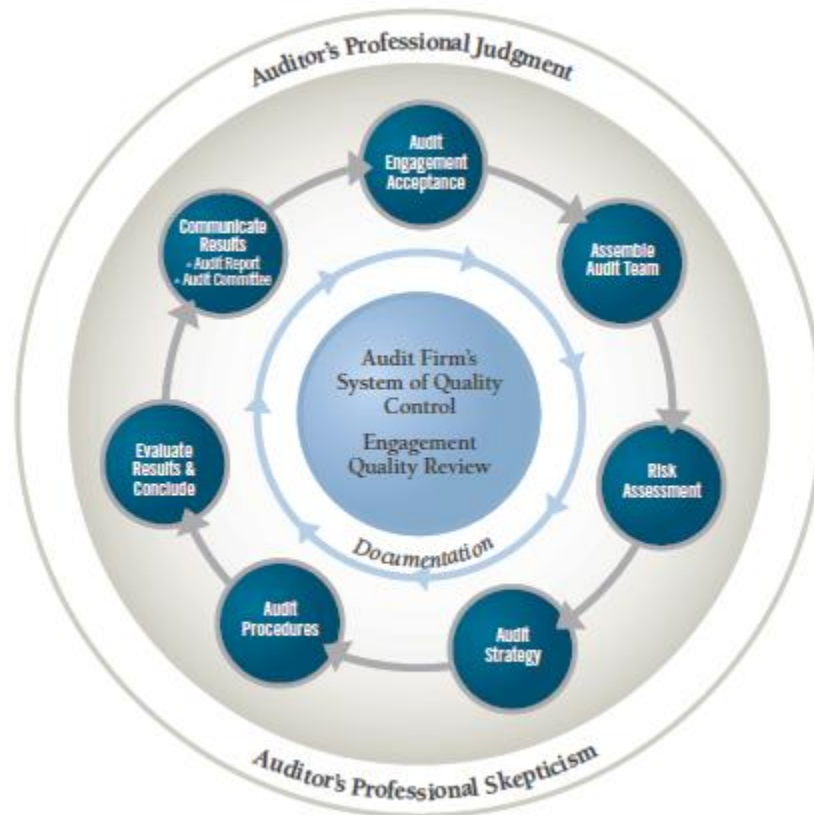 Auditor's Professional Judgment
Audit
Engagement
Acceptance
Assemble
Audit Team
Risk
Assessment
Audit
Strategy
Audit
Procedures
Evaluate
Results &
Conclude
Communicate
Results
• Audit Report
• Audit Committee
Audit Firm's
System of Quality
Control
Engagement
Quality Review
Documentation
Auditor's Professional Skepticism